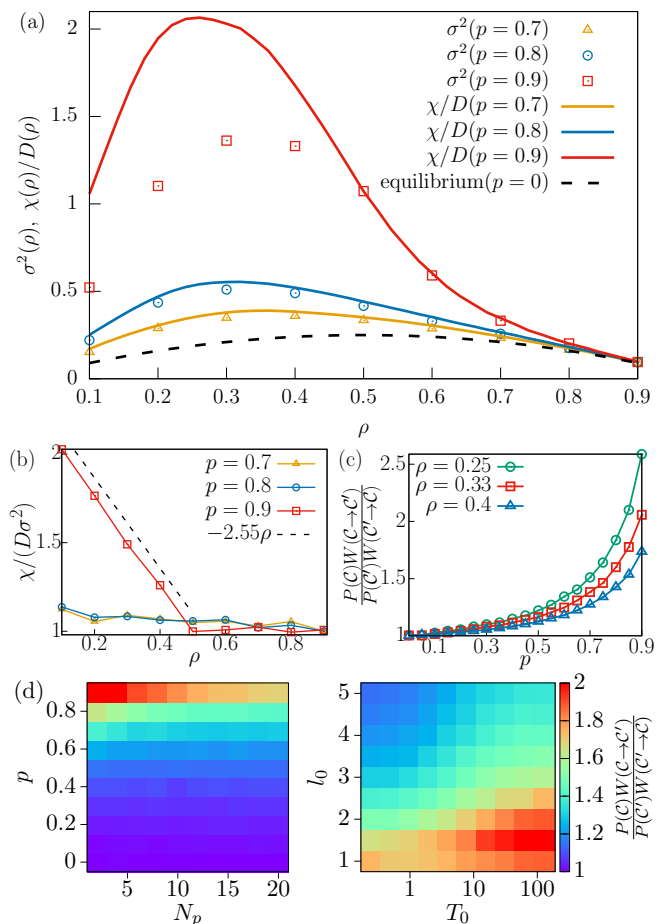 (a)
σ²(ρ), χ(ρ)/D(ρ)
2
1.5
1
0.5
0
σ²(p = 0.7)
σ²(p = 0.8)
σ²(p = 0.9)
χ/D(p = 0.7)
χ/D(p = 0.8)
χ/D(p = 0.9)
equilibrium(p = 0)
0.1 0.2 0.3 0.4 0.5 0.6 0.7 0.8 0.9
ρ
(b)
χ/(Dσ²)
2
1
p = 0.7
p = 0.8
p = 0.9
−2.55ρ
0.2 0.4 0.6 0.8
ρ
(c)
P(C)W(C→C′)
P(C′)W(C′→C)
2.5
2
1.5
1
ρ = 0.25
ρ = 0.33
ρ = 0.4
0.1 0.3 0.5 0.7 0.9
p
(d)
p
0.8
0.6
0.4
0.2
0
5 10 15 20
N_p
l₀
5
4
3
2
1
1 10 100
T₀
2
1.8
1.6
1.4
1.2
1
P(C)W(C→C′)
P(C′)W(C′→C)